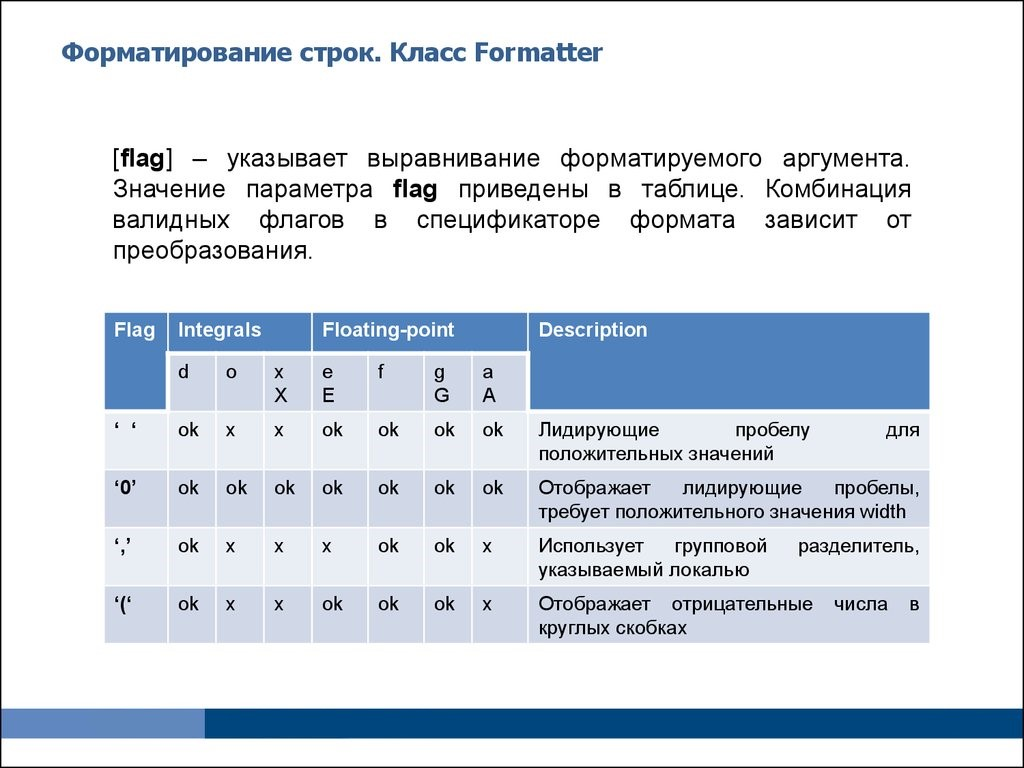 Форматирование строк. Класс Formatter
[flag] – указывает выравнивание форматируемого аргумента.
Значение параметра flag приведены в таблице. Комбинация
валидных флагов в спецификаторе формата зависит от
преобразования.
Flag Integrals Floating-point Description
d o x X e E f g G a A
‘ ‘ ok x x ok ok ok ok Лидирующие пробелу для
положительных значений
‘0’ ok ok ok ok ok ok ok Отображает лидирующие пробелы,
требует положительного значения width
‘,’ ok x x x ok ok x Использует групповой разделитель,
указываемый локалью
‘(‘ ok x x ok ok ok x Отображает отрицательные числа в
круглых скобках